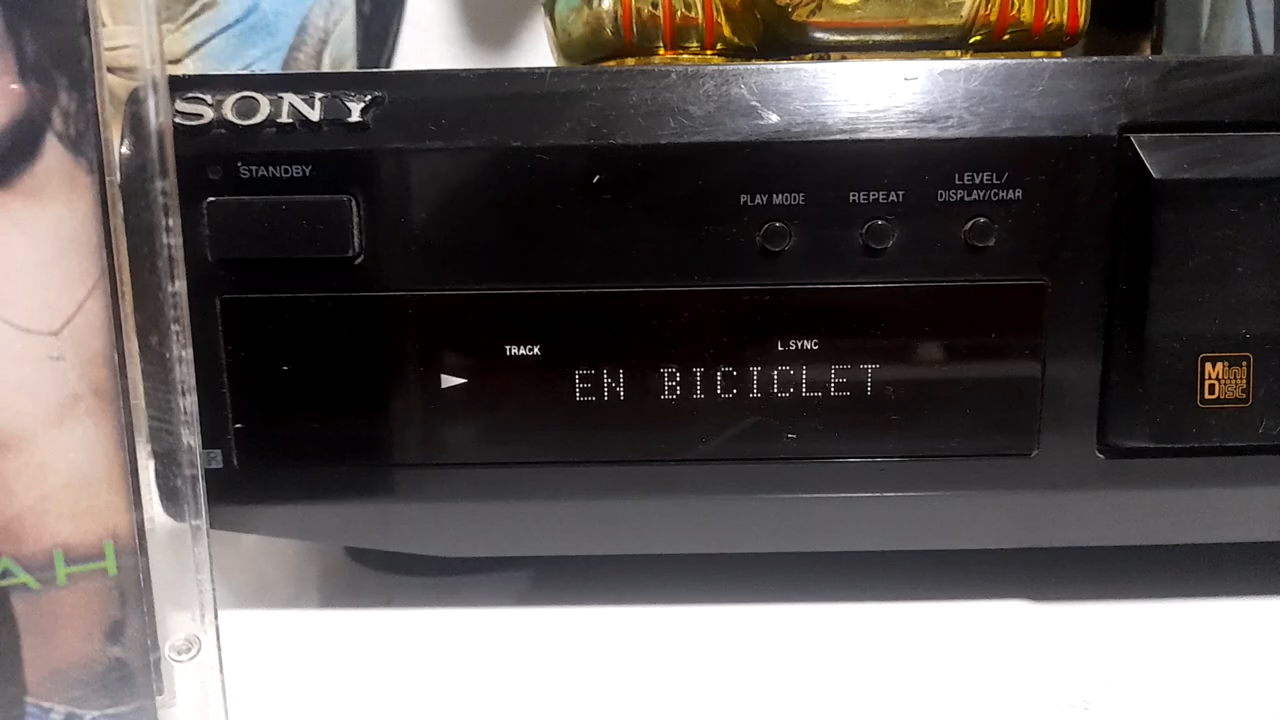 SONY
STANDBY
PLAY MODE
REPEAT
LEVEL/
DISPLAY/CHAR
TRACK
L.SYNC
EN BICICLET
Mini
Disc
AH